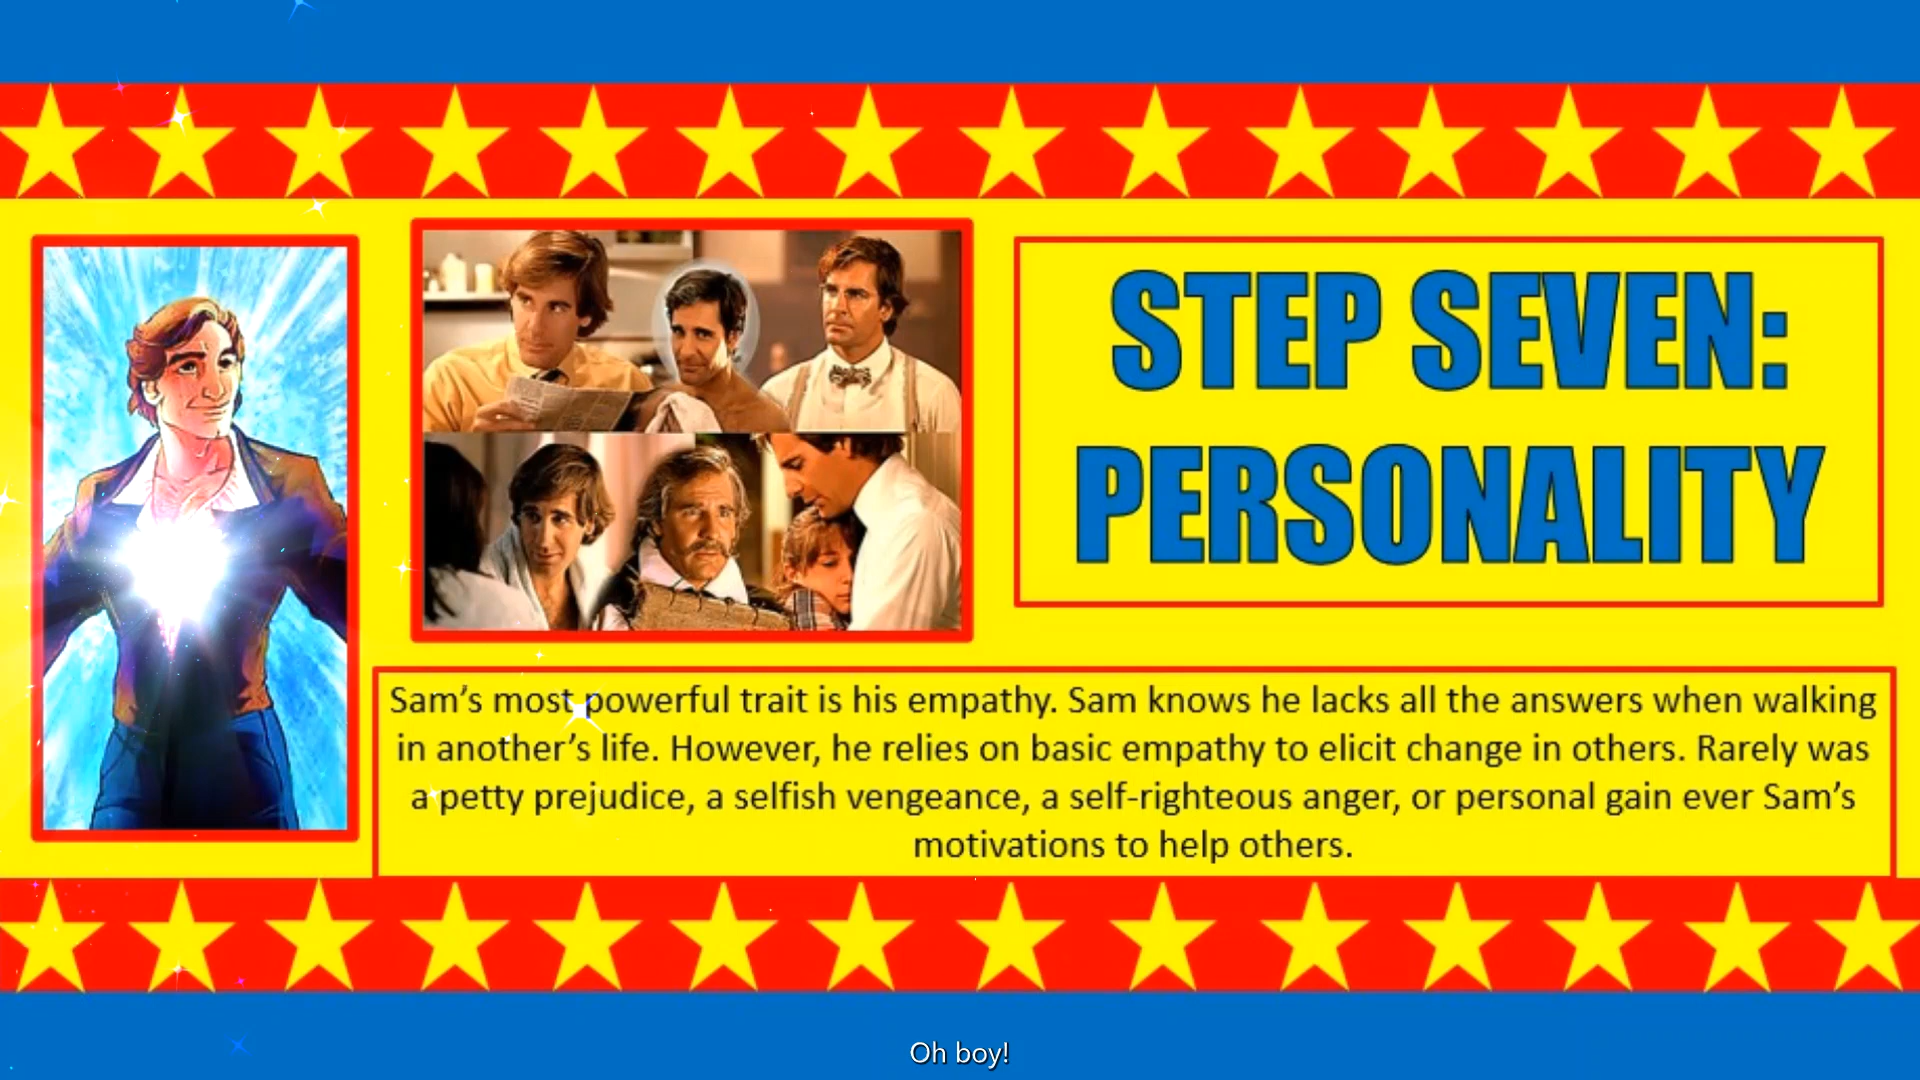 STEP SEVEN:
PERSONALITY
Sam’s most powerful trait is his empathy. Sam knows he lacks all the answers when walking
in another’s life. However, he relies on basic empathy to elicit change in others. Rarely was
a petty prejudice, a selfish vengeance, a self-righteous anger, or personal gain ever Sam’s
motivations to help others.
Oh boy!